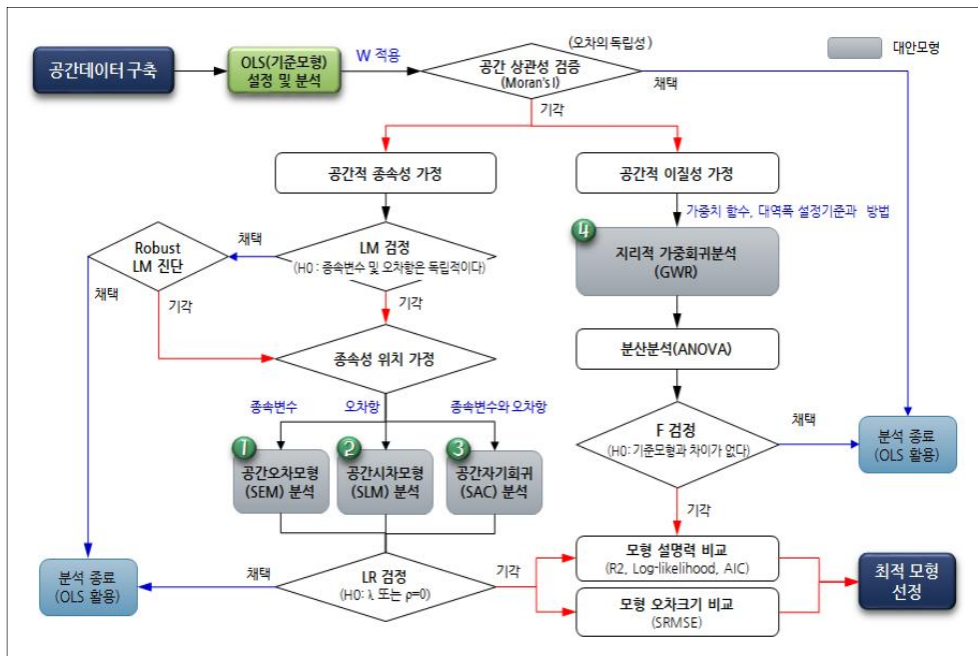 공간데이터 구축
OLS(기준모형)
설정 및 분석
W 적용
(오차의 독립성)
공간 상관성 검증
(Moran's I)
채택
대안모형
기각
공간적 종속성 가정
공간적 이질성 가정
가중치 함수, 대역폭 설정기준과 방법
Robust
LM 진단
채택
LM 검정
(H0 : 종속변수 및 오차항은 독립적이다)
4
지리적 가중회귀분석
(GWR)
채택
기각
기각
종속성 위치 가정
분산분석(ANOVA)
종속변수
오차항
종속변수와 오차항
F 검정
(H0:기준모형과 차이가 없다)
채택
분석 종료
(OLS 활용)
1
공간오차모형
(SEM) 분석
2
공간시차모형
(SLM) 분석
3
공간자기회귀
(SAC) 분석
기각
분석 종료
(OLS 활용)
채택
LR 검정
(H0: λ 또는 ρ=0)
기각
모형 설명력 비교
(R2, Log-likelihood, AIC)
모형 오차크기 비교
(SRMSE)
최적 모형
선정